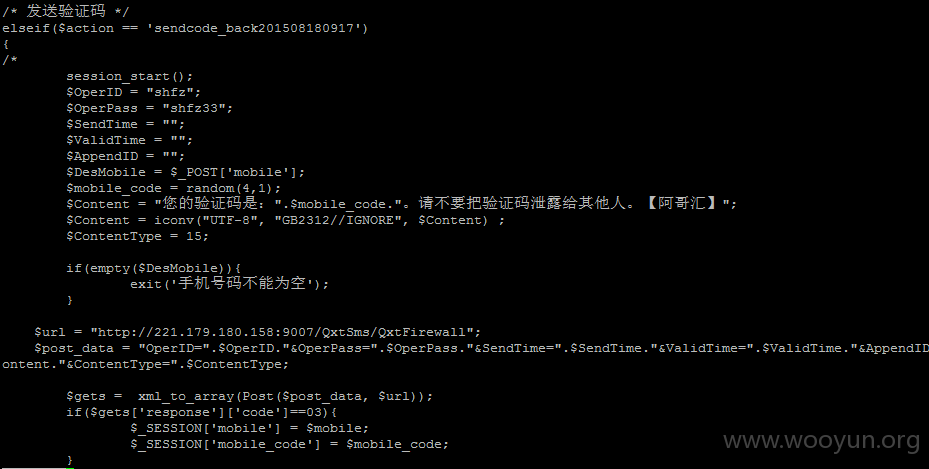 /* 发送验证码 */
elseif($action == 'sendcode_back201508180917')
{
/*
        session_start();
        $OperID = "shfz";
        $OperPass = "shfz33";
        $SendTime = "";
        $ValidTime = "";
        $AppendID = "";
        $DesMobile = $_POST['mobile'];
        $mobile_code = random(4,1);
        $Content = "您的验证码是：".$mobile_code."。请不要把验证码泄露给其他人。【阿哥汇】";
        $Content = iconv("UTF-8", "GB2312//IGNORE", $Content) ;
        $ContentType = 15;

        if(empty($DesMobile)){
                exit('手机号码不能为空');
        }

    $url = "http://221.179.180.158:9007/QxtSms/QxtFirewall";
    $post_data = "OperID=".$OperID."&OperPass=".$OperPass."&SendTime=".$SendTime."&ValidTime=".$ValidTime."&AppendID
ontent."&ContentType=".$ContentType;

        $gets =  xml_to_array(Post($post_data, $url));
        if($gets['response']['code']==03){
                $_SESSION['mobile'] = $mobile;
                $_SESSION['mobile_code'] = $mobile_code;
        }
www.wooyun.org